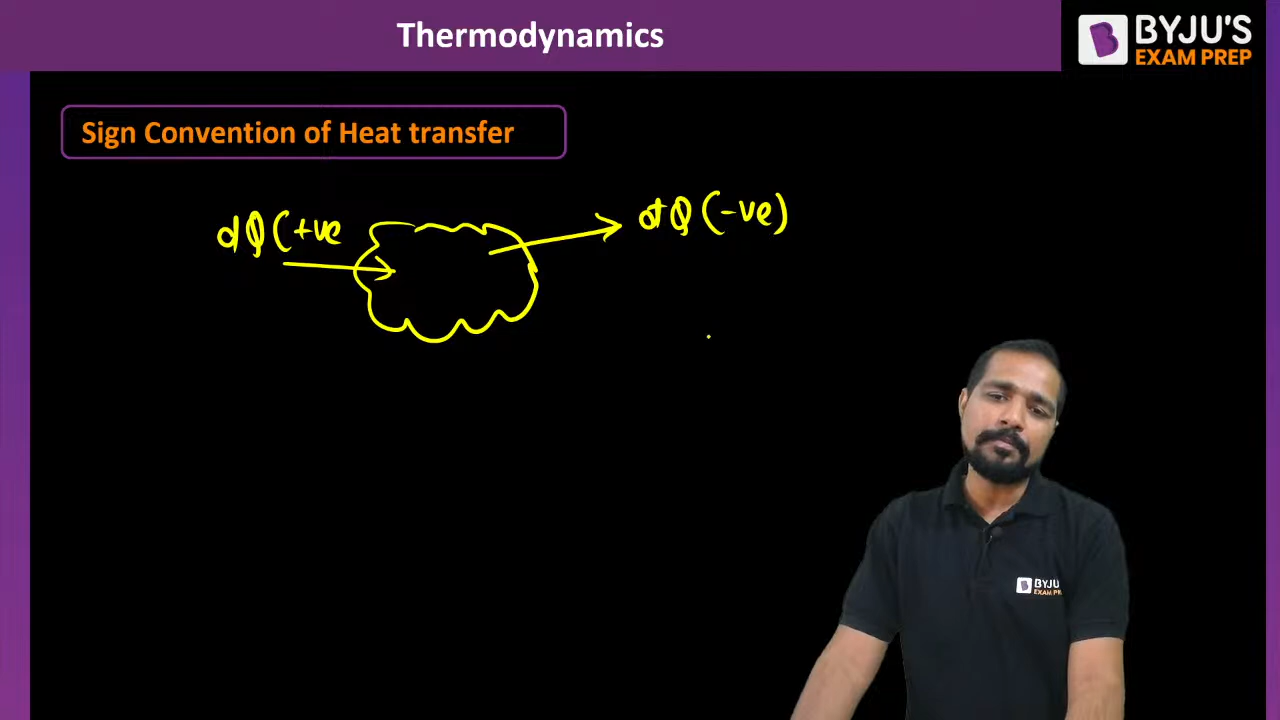 Thermodynamics
BYJU'S
EXAM PREP
Sign Convention of Heat transfer
dQ (+ve
dQ (-ve)
BYJU'S
EXAM PREP